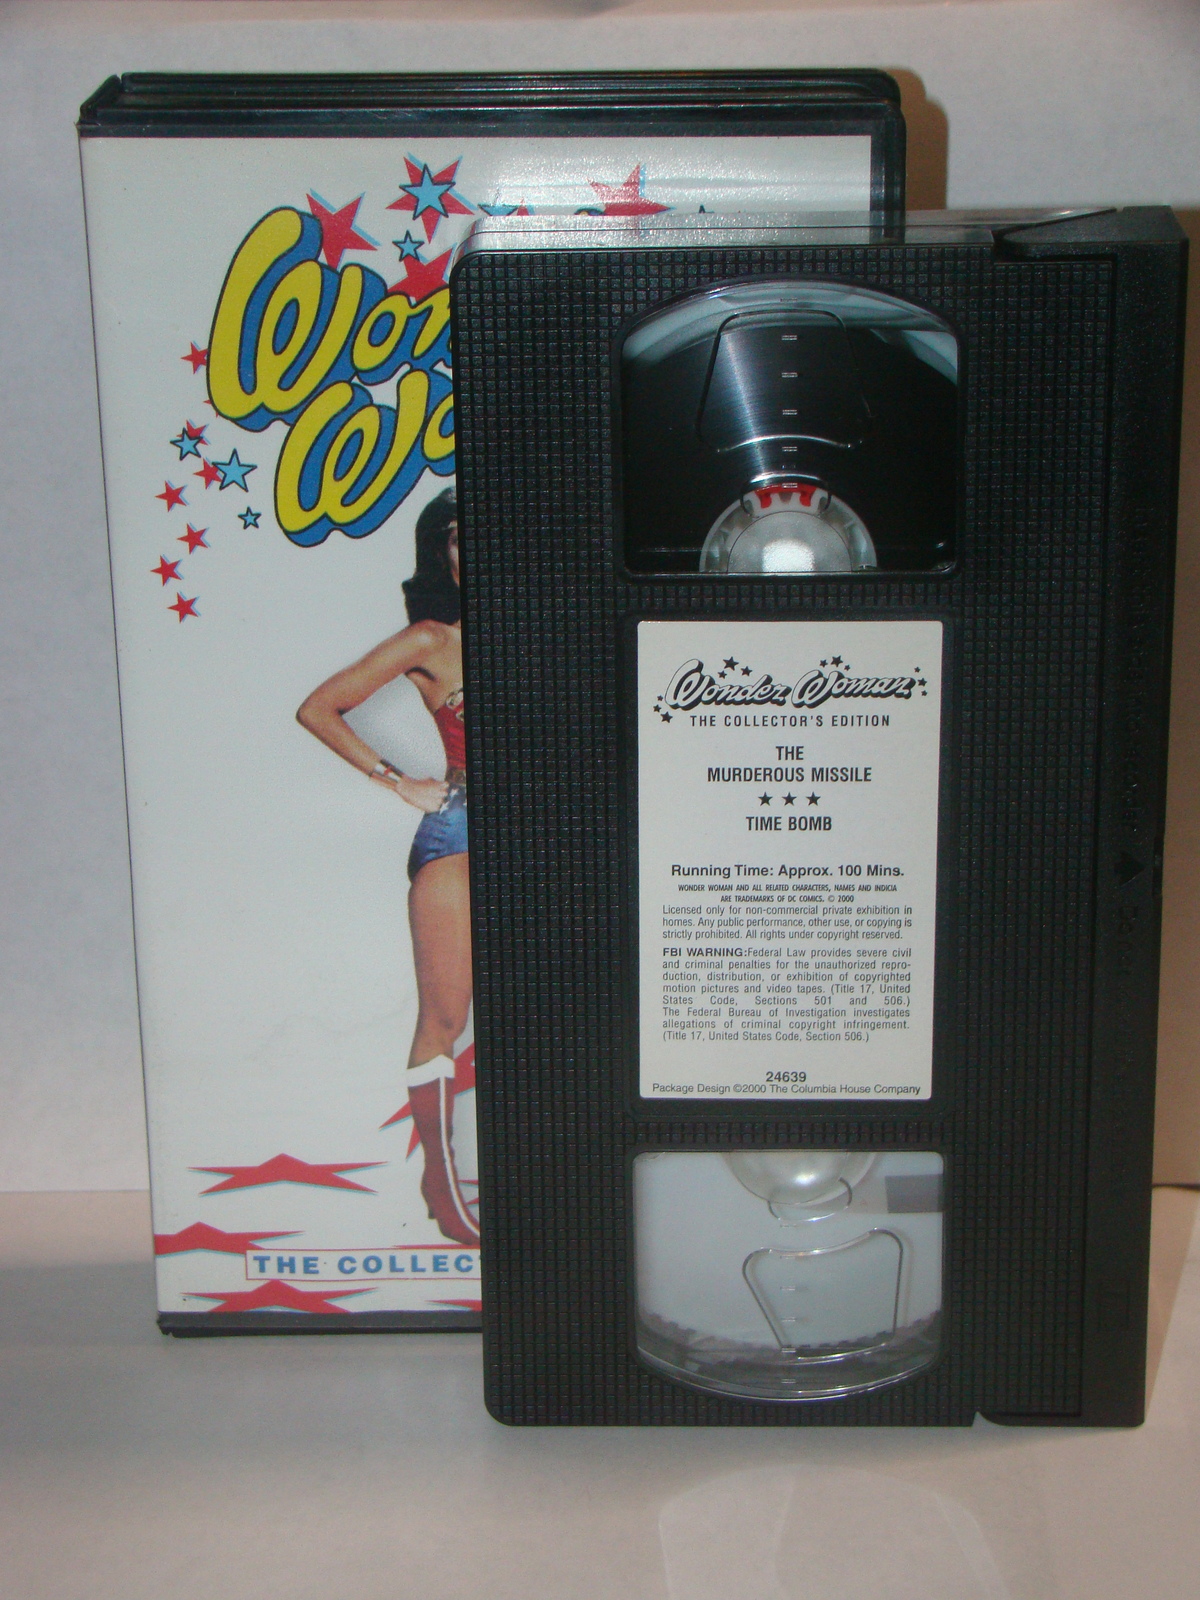 Won
Wo
THE COLLEC
Wonder Woman
THE COLLECTOR'S EDITION
THE
MURDEROUS MISSILE
★ ★ ★
TIME BOMB
Running Time: Approx. 100 Mins.
WONDER WOMAN AND ALL RELATED CHARACTERS, NAMES AND INDICIA
ARE TRADEMARKS OF DC COMICS. © 2000
Licensed only for non-commercial private exhibition in
homes. Any public performance, other use, or copying is
strictly prohibited. All rights under copyright reserved.
FBI WARNING:Federal Law provides severe civil
and criminal penalties for the unauthorized repro-
duction, distribution, or exhibition of copyrighted
motion pictures and video tapes. (Title 17, United
States Code, Sections 501 and 506.)
The Federal Bureau of Investigation investigates
allegations of criminal copyright infringement.
(Title 17, United States Code, Section 506.)
24639
Package Design ©2000 The Columbia House Company